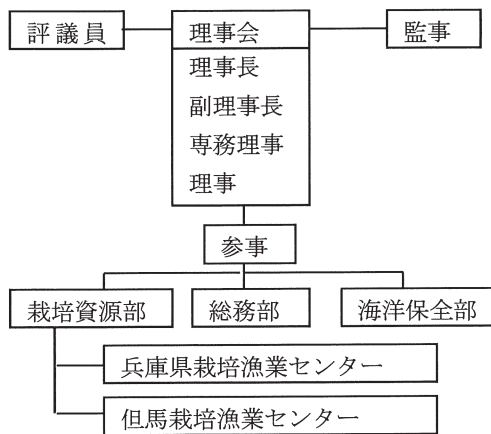 評議員
理事会
監事
理事長
副理事長
専務理事
理事
参事
栽培資源部
総務部
海洋保全部
兵庫県栽培漁業センター
但馬栽培漁業センター